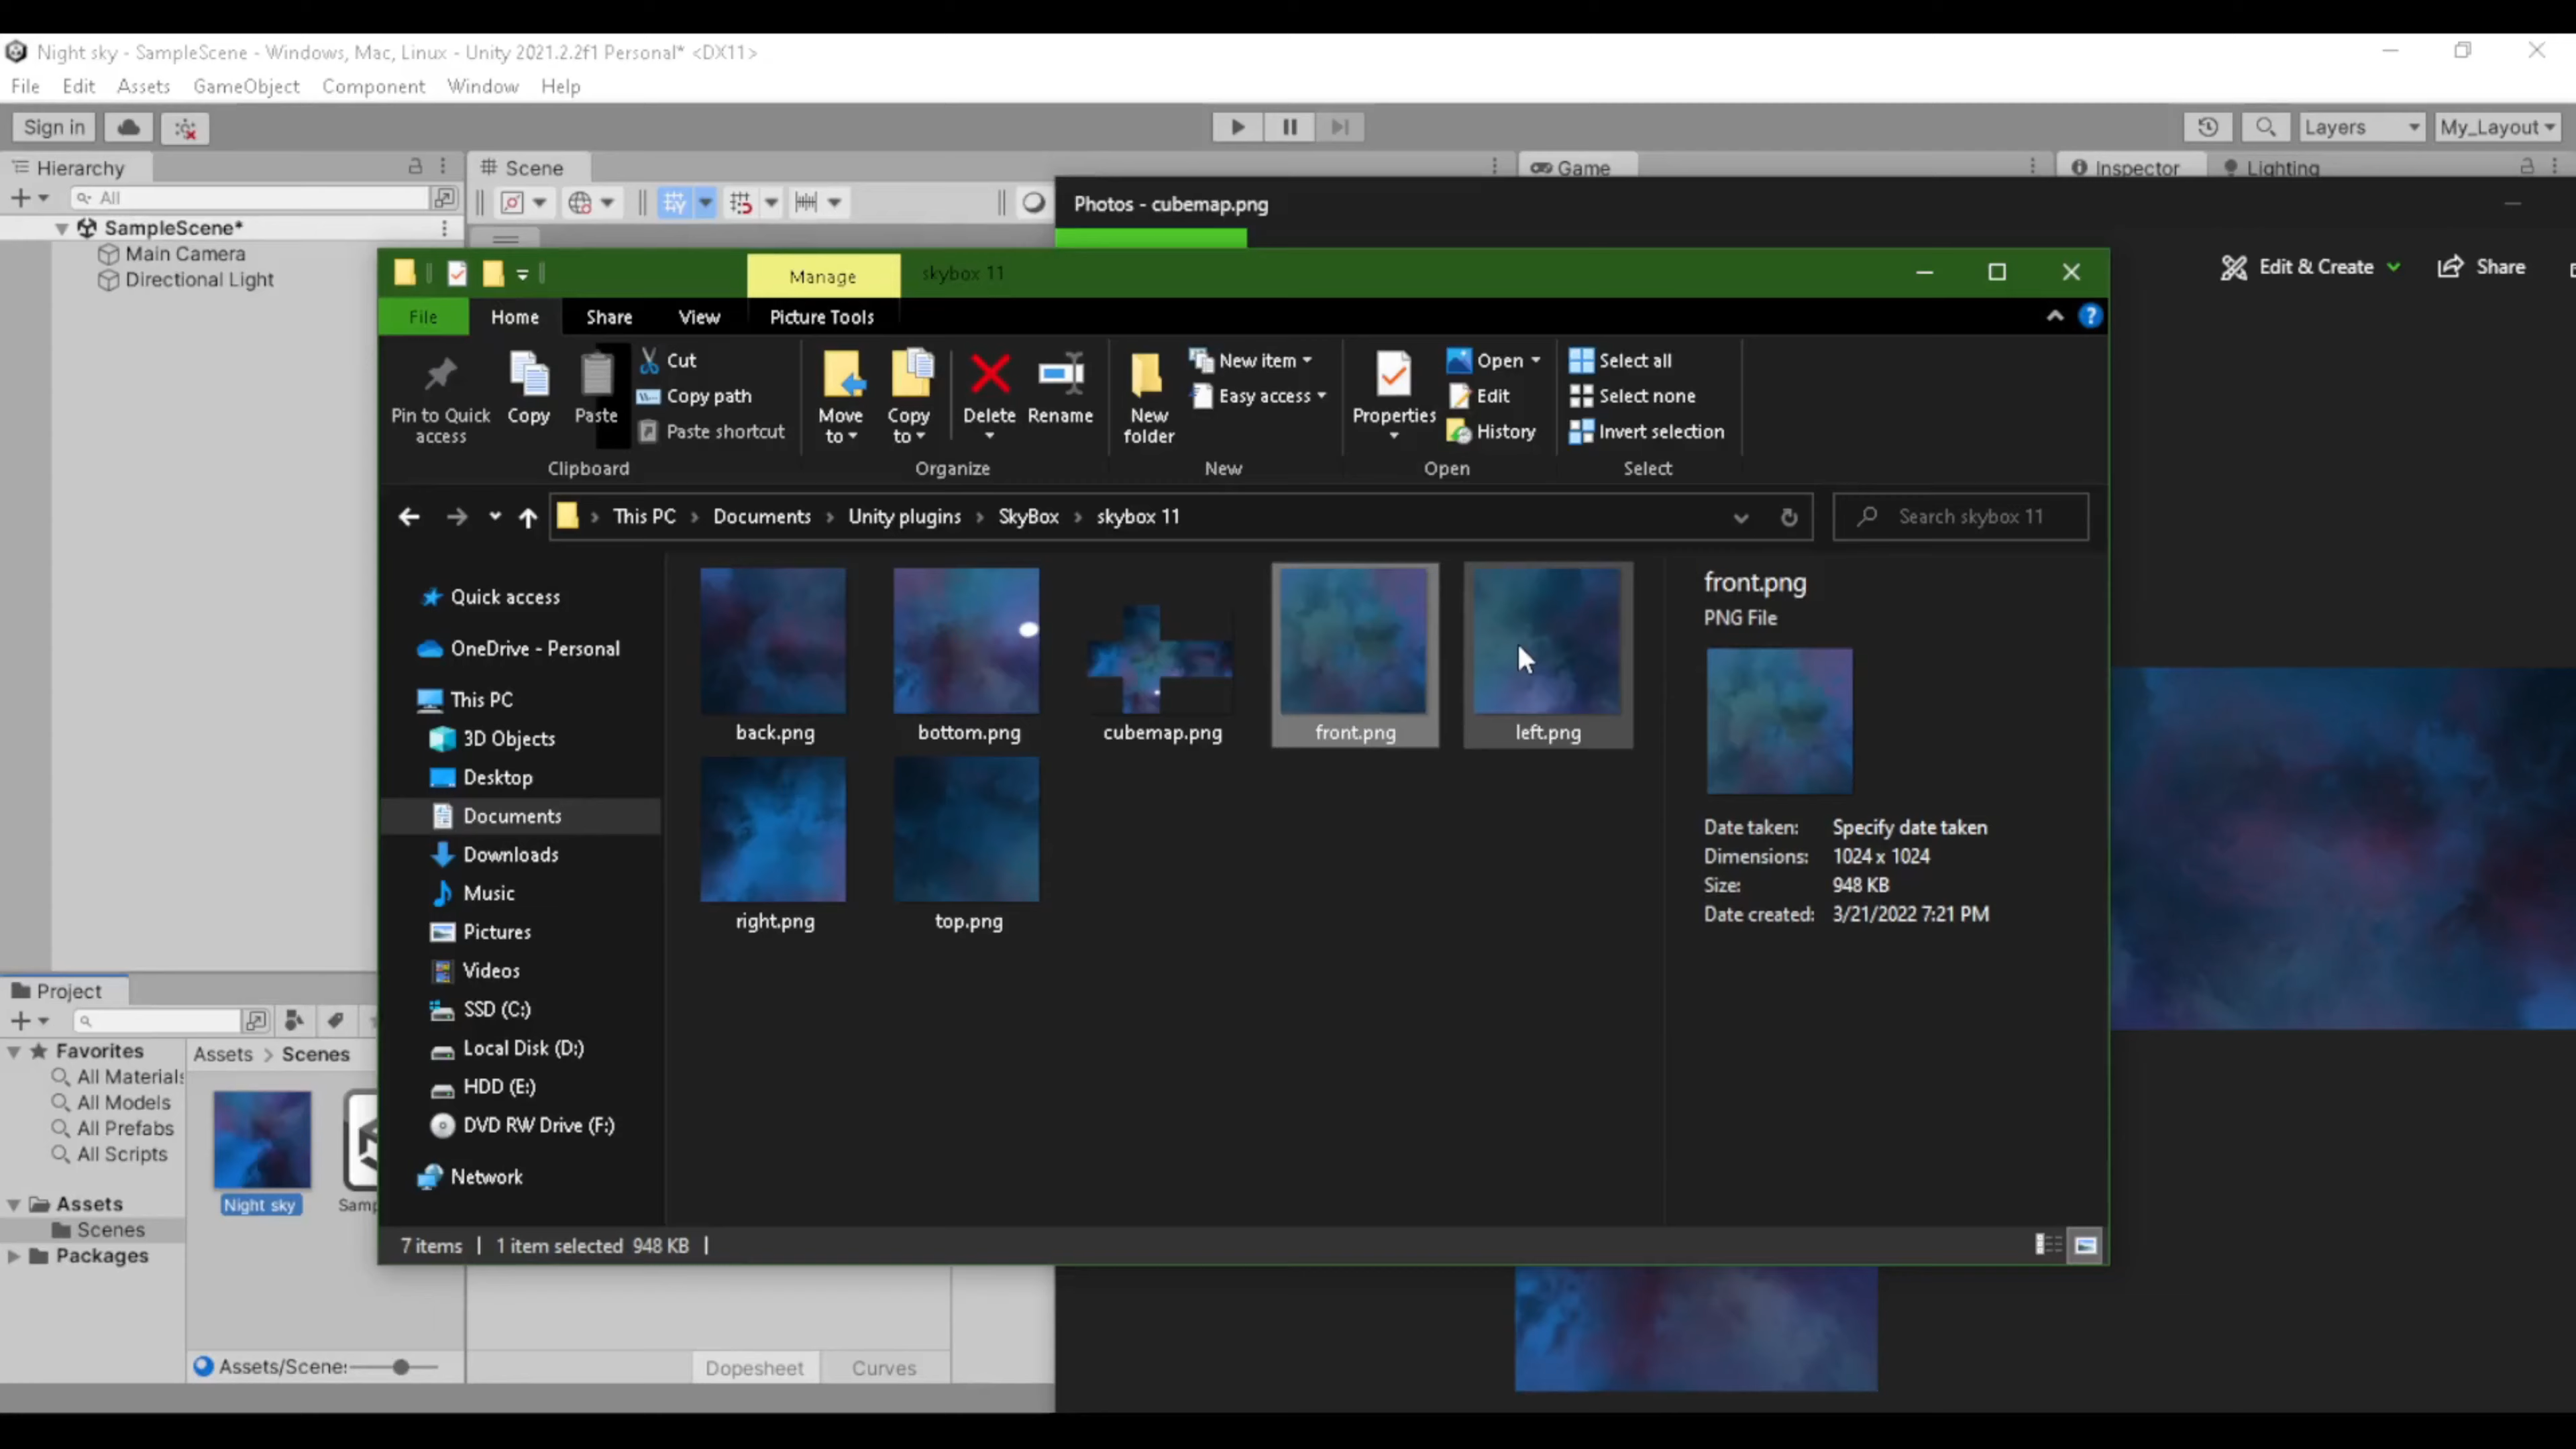 Night sky - SampleScene - Windows, Mac, Linux - Unity 2021.2.2f1 Personal* <DX11>
File Edit Assets GameObject Component Window Help
Sign in Layers My_Layout
Hierarchy Scene Game Inspector Lighting
All
SampleScene*
Main Camera
Directional Light
Photos - cubemap.png
Edit & Create Share
Manage skybox 11
File Home Share View Picture Tools
Pin to Quick access
Copy
Paste
Cut
Copy path
Paste shortcut
Move to
Copy to
Delete
Rename
New folder
New item
Easy access
Properties
Open
Edit
History
Select all
Select none
Invert selection
Clipboard Organize New Open Select
This PC Documents Unity plugins SkyBox skybox 11
Search skybox 11
Quick access
OneDrive - Personal
This PC
3D Objects
Desktop
Documents
Downloads
Music
Pictures
Videos
SSD (C:)
Local Disk (D:)
HDD (E:)
DVD RW Drive (F:)
Network
back.png bottom.png cubemap.png front.png left.png
right.png top.png
front.png
PNG File
Date taken: Specify date taken
Dimensions: 1024 x 1024
Size: 948 KB
Date created: 3/21/2022 7:21 PM
7 items 1 item selected 948 KB
Project
Favorites
All Materials
All Models
All Prefabs
All Scripts
Assets
Scenes
Packages
Assets > Scenes
Night sky Samp
Assets/Scene
Dopesheet Curves